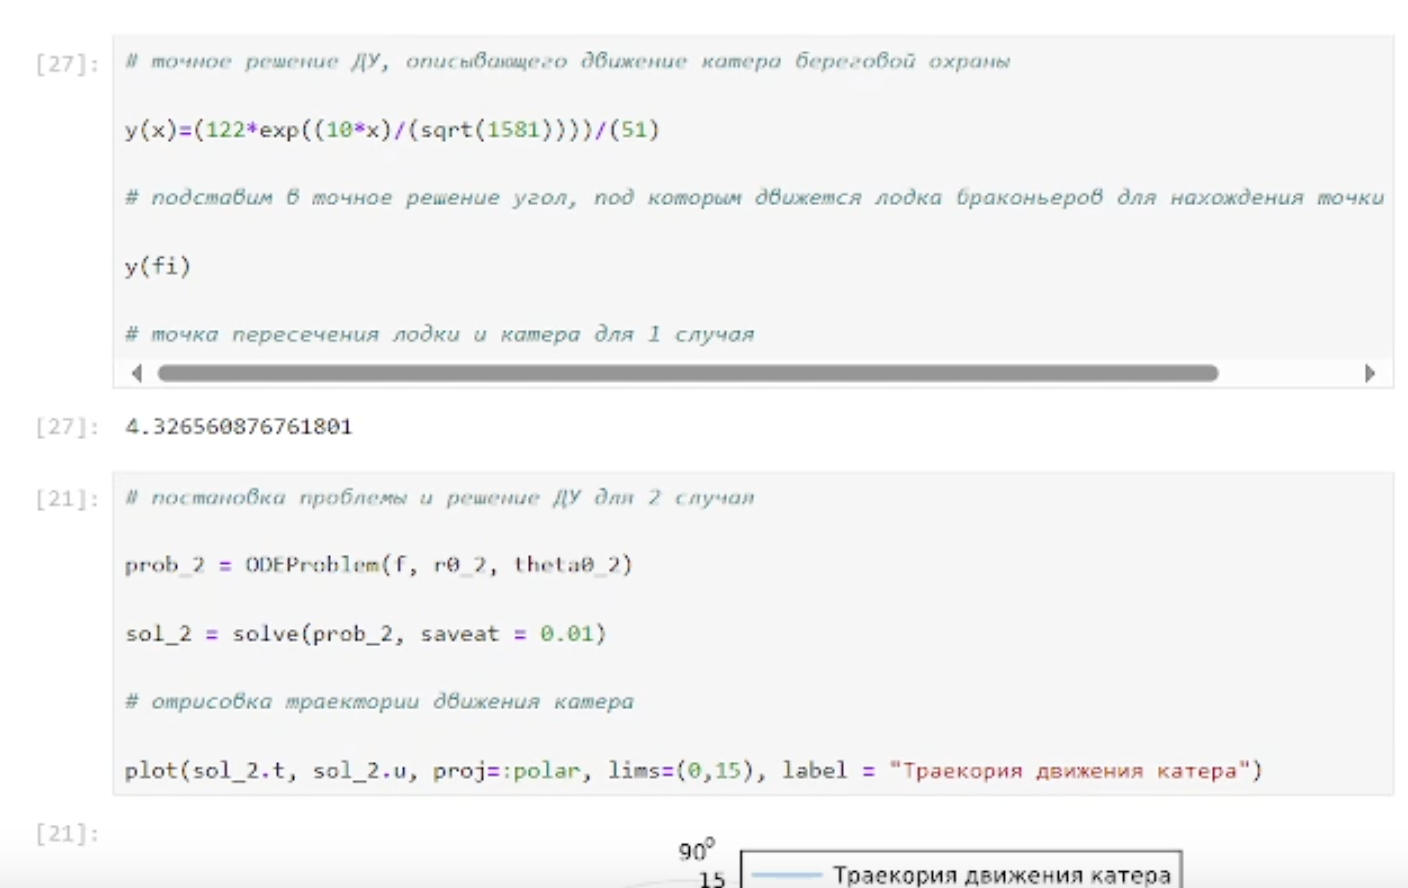 [27]: # точное решение ДУ, описывающего движение катера береговой охраны
y(x)=(122*exp((10*x)/(sqrt(1581))))/(51)
# подставим в точное решение угол, под которым движется лодка браконьеров для нахождения точки
y(fi)
# точка пересечения лодки и катера для 1 случая
[27]: 4.326560876761801
[21]: # постановка проблемы и решение ДУ для 2 случая
prob_2 = ODEProblem(f, r0_2, theta0_2)
sol_2 = solve(prob_2, saveat = 0.01)
# отрисовка траектории движения катера
plot(sol_2.t, sol_2.u, proj=:polar, lims=(0,15), label = "Траекория движения катера")
[21]:
90°
15 Траекория движения катера